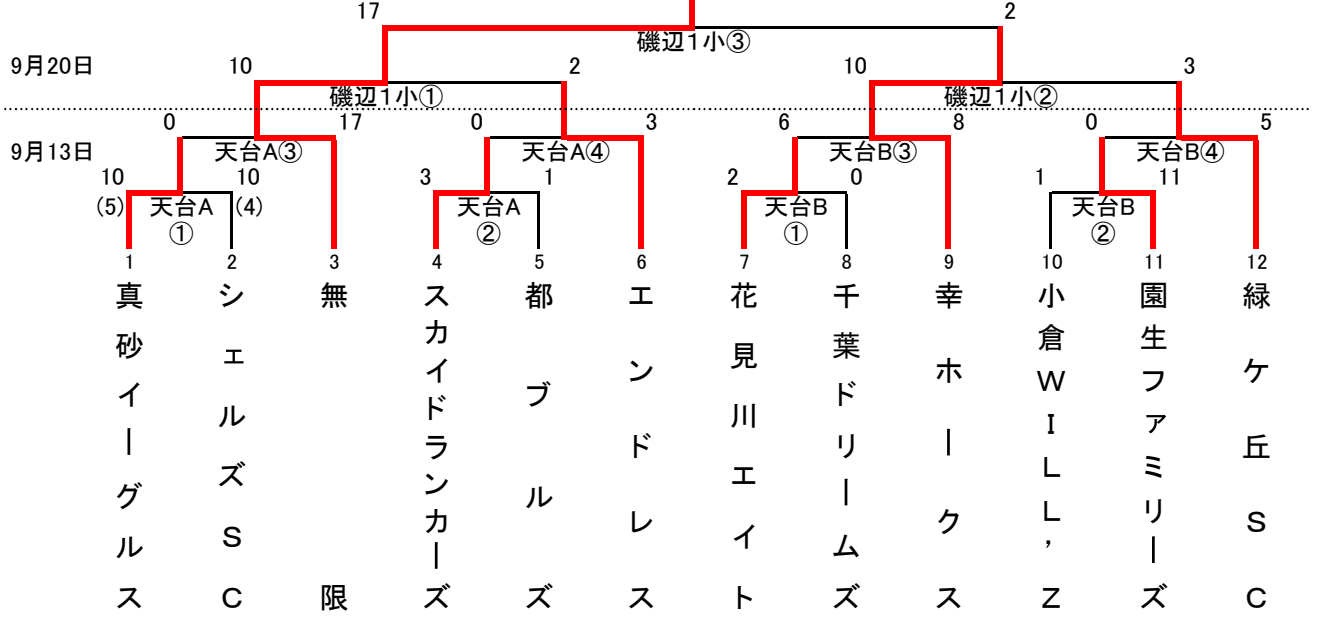 17 2
磯辺1小③
9月20日 10 2 10 3
磯辺1小① 磯辺1小②
0 17 0 3 6 8 0 5
9月13日 天台A③ 天台A④ 天台B③ 天台B④
10 10 3 1 2 0 1 11
(5) 天台A (4) 天台A 天台B 天台B
① ② ① ②
1 2 3 4 5 6 7 8 9 10 11 12
真砂イーグルス
シェルズSC
無限
スカイドランカーズ
都ブルズ
エンドレス
花見川エイト
千葉ドリームズ
幸ホークス
小倉WILL’Z
園生ファミリーズ
緑ケ丘SC